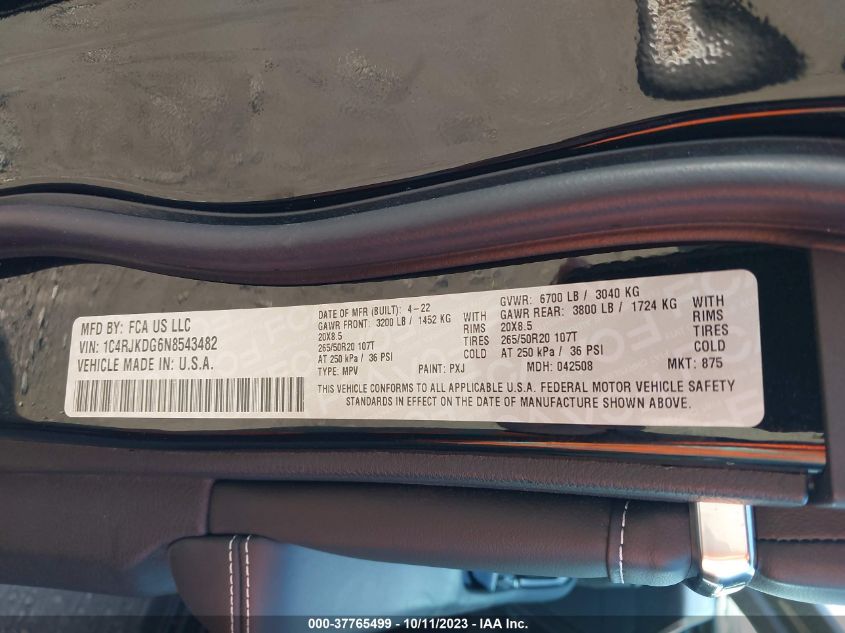 MFD BY: FCA US LLC
VIN: 1C4RJKDG6N8543482
VEHICLE MADE IN: U.S.A.
DATE OF MFR (BUILT): 4-22
GAWR FRONT: 3200 LB / 1452 KG WITH
20X8.5 RIMS
265/50R20 107T TIRES
AT 250 kPa / 36 PSI COLD
TYPE: MPV PAINT: PXJ
GVWR: 6700 LB / 3040 KG
GAWR REAR: 3800 LB / 1724 KG WITH
20X8.5 RIMS
265/50R20 107T TIRES
AT 250 kPa / 36 PSI COLD
MDH: 042508 MKT: 875
THIS VEHICLE CONFORMS TO ALL APPLICABLE U.S.A. FEDERAL MOTOR VEHICLE SAFETY
STANDARDS IN EFFECT ON THE DATE OF MANUFACTURE SHOWN ABOVE.
000-37765499 - 10/11/2023 - IAA Inc.